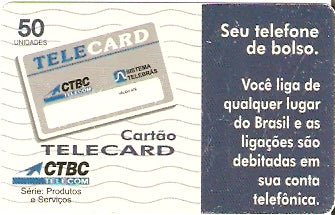 50
UNIDADES
TELECARD
CTBC
TELECOM
SISTEMA
TELEBRÁS
Cartão
TELECARD
CTBC
TELECOM
Série: Produtos
e Serviços
Seu telefone
de bolso.
Você liga de
qualquer lugar
do Brasil e as
ligações são
debitadas em
sua conta
telefônica.